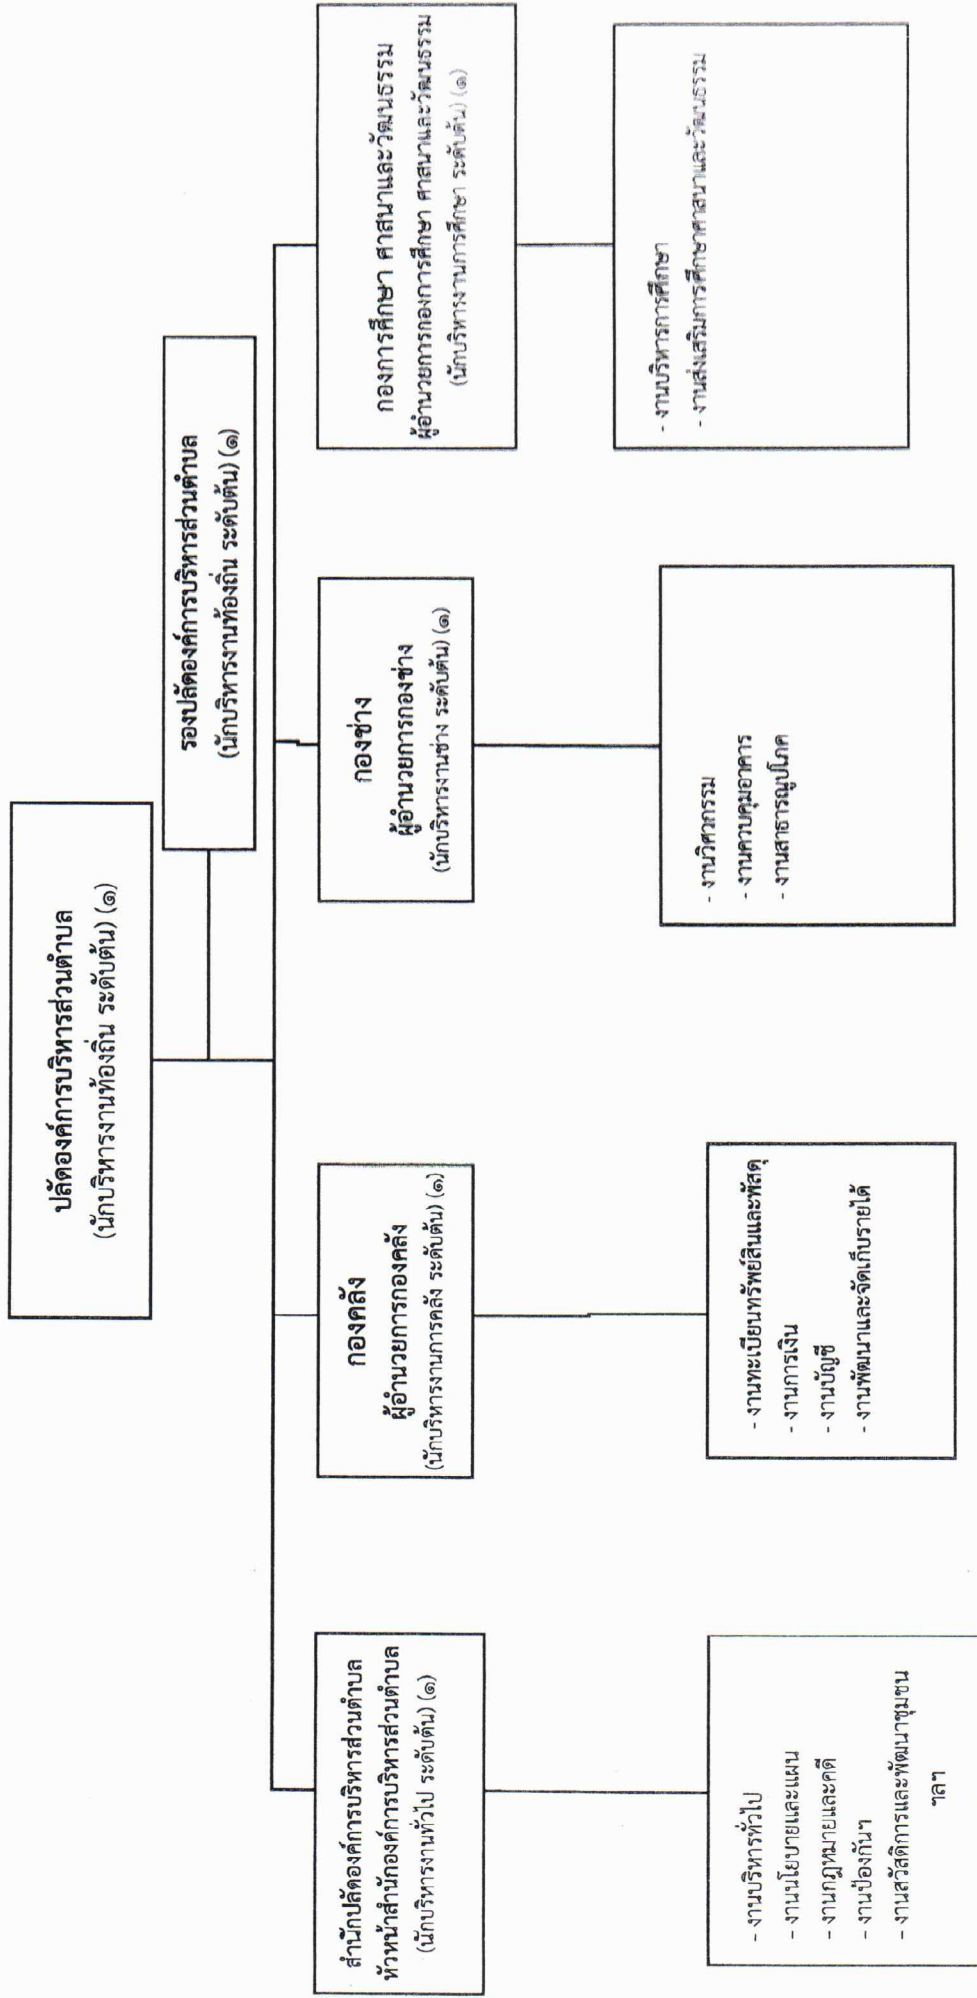 ปลัดองค์การบริหารส่วนตำบล
(นักบริหารงานท้องถิ่น ระดับต้น) (๑)
รองปลัดองค์การบริหารส่วนตำบล
(นักบริหารงานท้องถิ่น ระดับต้น) (๑)
สำนักปลัดองค์การบริหารส่วนตำบล
หัวหน้าสำนักองค์การบริหารส่วนตำบล
(นักบริหารงานทั่วไป ระดับต้น) (๑)
กองคลัง
ผู้อำนวยการกองคลัง
(นักบริหารงานการคลัง ระดับต้น) (๑)
กองช่าง
ผู้อำนวยการกองช่าง
(นักบริหารงานช่าง ระดับต้น) (๑)
กองการศึกษา ศาสนาและวัฒนธรรม
ผู้อำนวยการกองการศึกษา ศาสนาและวัฒนธรรม
(นักบริหารงานการศึกษา ระดับต้น) (๑)
- งานบริหารทั่วไป
- งานนโยบายและแผน
- งานกฎหมายและคดี
- งานป้องกันฯ
- งานสวัสดิการและพัฒนาชุมชน
ฯลฯ
- งานทะเบียนทรัพย์สินและพัสดุ
- งานการเงิน
- งานบัญชี
- งานพัฒนาและจัดเก็บรายได้
- งานวิศวกรรม
- งานควบคุมอาคาร
- งานสาธารณูปโภค
- งานบริหารการศึกษา
- งานส่งเสริมการศึกษาศาสนาและวัฒนธรรม